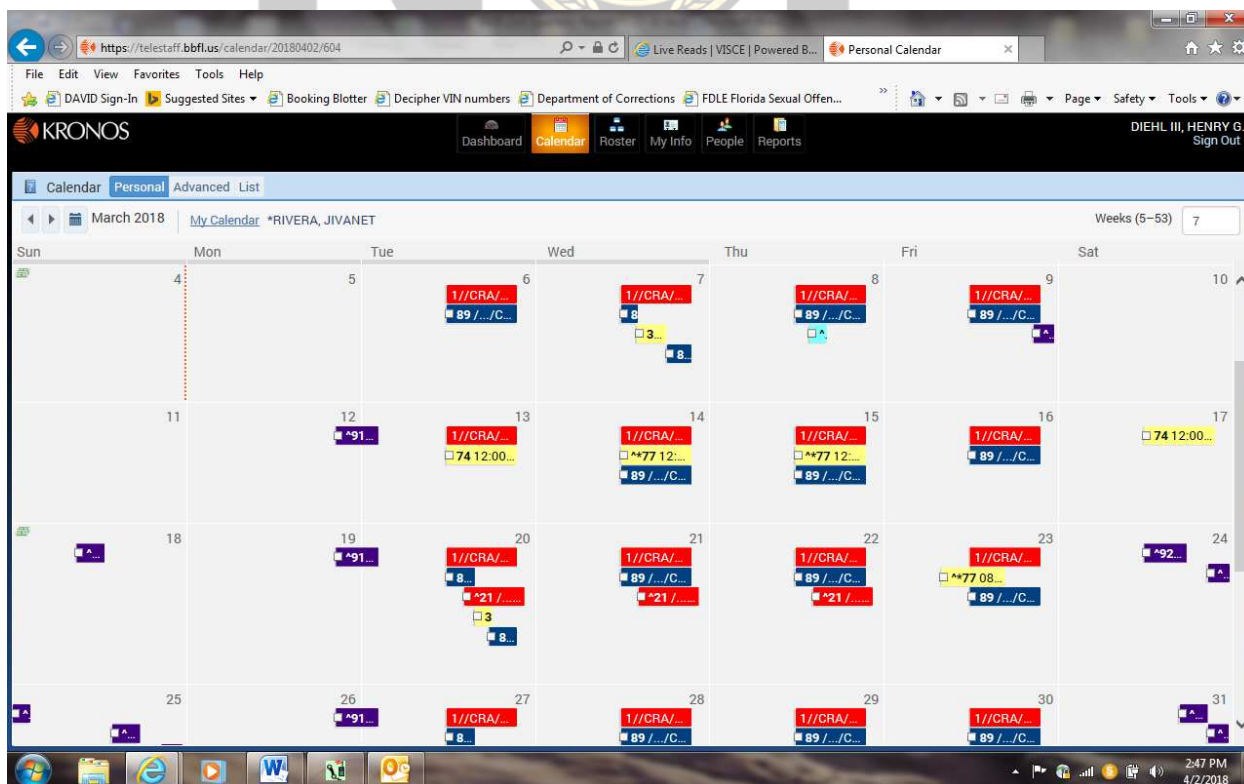 https://telestaff.bbfl.us/calendar/20180402/604
Live Reads | VISCE | Powered B...
Personal Calendar
File Edit View Favorites Tools Help
DAVID Sign-In Suggested Sites Booking Blotter Decipher VIN numbers Department of Corrections FDLE Florida Sexual Offen... Page Safety Tools
KRONOS
Dashboard Calendar Roster My Info People Reports
DIEHL III, HENRY G.
Sign Out
Calendar Personal Advanced List
March 2018 My Calendar *RIVERA, JIVANET Weeks (5–53) 7
Sun Mon Tue Wed Thu Fri Sat
4 5 6 7 8 9 10
1//CRA/... 1//CRA/... 1//CRA/... 1//CRA/...
89 /.../C... 8 89 /.../C... 89 /.../C...
3... ^. ^.
8..
11 12 13 14 15 16 17
^91... 1//CRA/... 1//CRA/... 1//CRA/... 1//CRA/... 74 12:00...
74 12:00... ^*77 12:... ^*77 12:... 89 /.../C...
89 /.../C... 89 /.../C...
18 19 20 21 22 23 24
^... ^91... 1//CRA/... 1//CRA/... 1//CRA/... 1//CRA/... ^92...
8... 89 /.../C... 89 /.../C... ^*77 08... ^.
^21 /...... ^21 /...... ^21 /...... 89 /.../C...
3
8...
25 26 27 28 29 30 31
^ ^91... 1//CRA/... 1//CRA/... 1//CRA/... 1//CRA/... ^...
^... 8... 89 /.../C... 89 /.../C... 89 /.../C... ^.
2:47 PM
4/2/2018